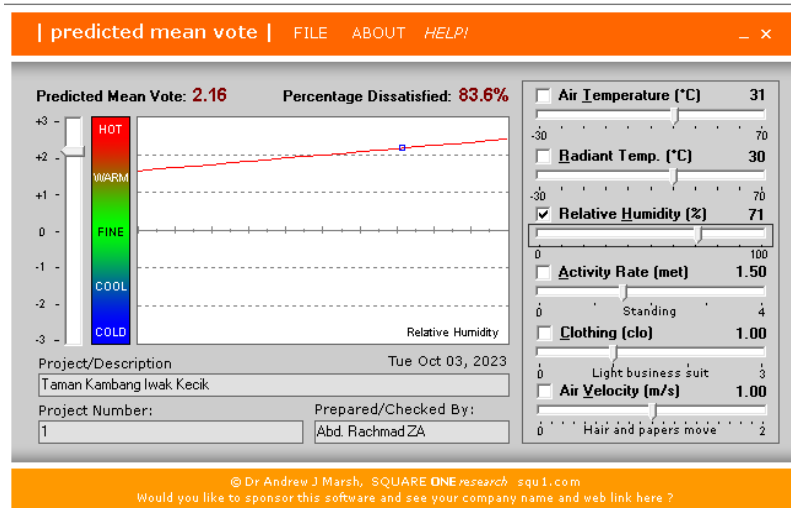 | predicted mean vote | FILE ABOUT HELP!
Predicted Mean Vote: 2.16 Percentage Dissatisfied: 83.6%
+3 -
+2 -
+1 -
0 -
-1 -
-2 -
-3 -
HOT
WARM
FINE
COOL
COLD
Relative Humidity
Air Temperature (°C) 31
-30 70
Radiant Temp. (°C) 30
-30 70
Relative Humidity (%) 71
0 100
Activity Rate (met) 1.50
0 Standing 4
Clothing (clo) 1.00
0 Light business suit 3
Air Velocity (m/s) 1.00
0 Hair and papers move 2
Project/Description Tue Oct 03, 2023
Taman Kambang Iwak Kecik
Project Number: Prepared/Checked By:
1 Abd. Rachmad ZA
© Dr Andrew J Marsh, SQUARE ONE research squ1.com
Would you like to sponsor this software and see your company name and web link here ?